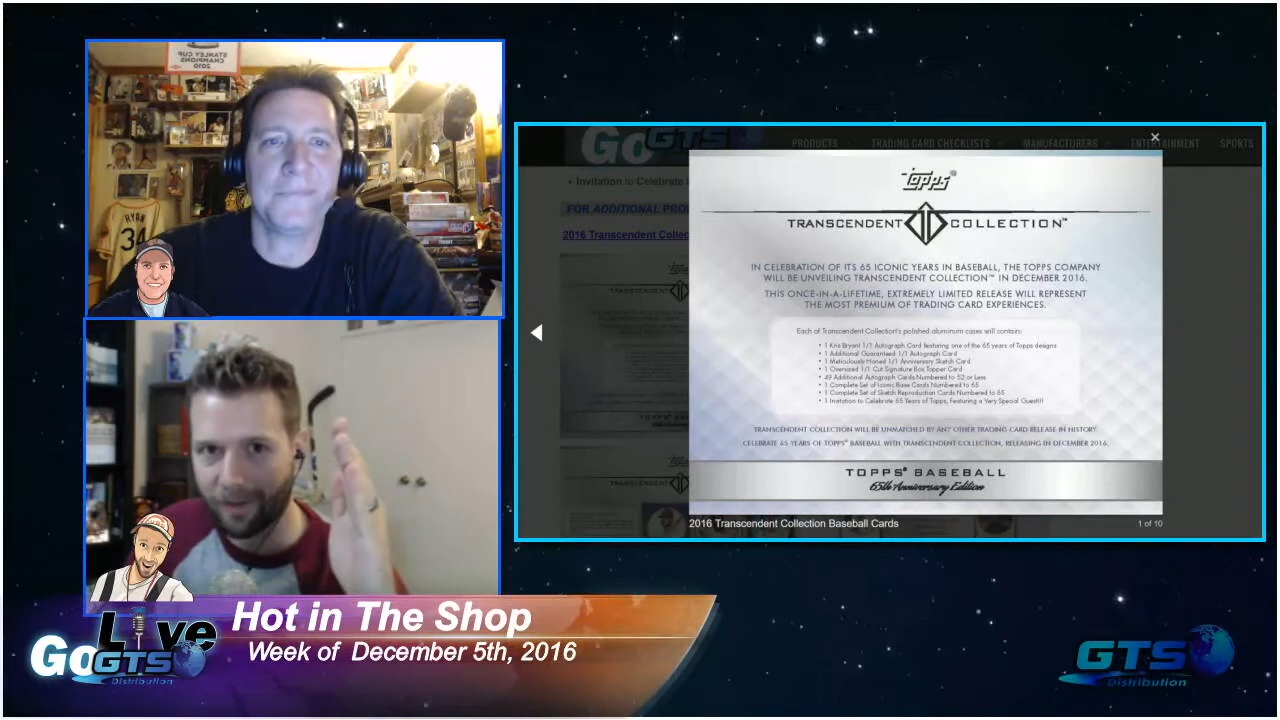 STANLEY CUP
CHAMPIONS
2010
RYAN
34
GoGTS
PRODUCTS
TRADING CARD CHECKLISTS
MANUFACTURERS
ENTERTAINMENT
SPORTS
• Invitation to Celebrate
FOR ADDITIONAL PRO
2016 Transcendent Collec
Topps®
TRANSCENDENT COLLECTION™
IN CELEBRATION OF ITS 65 ICONIC YEARS IN BASEBALL, THE TOPPS COMPANY
WILL BE UNVEILING TRANSCENDENT COLLECTION™ IN DECEMBER 2016.
THIS ONCE-IN-A-LIFETIME, EXTREMELY LIMITED RELEASE WILL REPRESENT
THE MOST PREMIUM OF TRADING CARD EXPERIENCES.
Each of Transcendent Collection's polished aluminum cases will contain:
• 1 Kris Bryant 1/1 Autograph Card featuring one of the 65 years of Topps designs
• 1 Additional Guaranteed 1/1 Autograph Card
• 1 Meticulously Honed 1/1 Anniversary Sketch Card
• 1 Oversized 1/1 Cut Signature Box Topper Card
• 49 Additional Autograph Cards Numbered to 52 or Less
• 1 Complete Set of Iconic Base Cards Numbered to 65
• 1 Complete Set of Sketch Reproduction Cards Numbered to 65
• 1 Invitation to Celebrate 65 Years of Topps, Featuring a Very Special Guest!!!
TRANSCENDENT COLLECTION WILL BE UNMATCHED BY ANY OTHER TRADING CARD RELEASE IN HISTORY.
CELEBRATE 65 YEARS OF TOPPS® BASEBALL WITH TRANSCENDENT COLLECTION, RELEASING IN DECEMBER 2016.
TOPPS® BASEBALL
65th Anniversary Edition
2016 Transcendent Collection Baseball Cards
1 of 10
Hot in The Shop
Week of December 5th, 2016
GoGTS Live
Distribution
GTS
Distribution